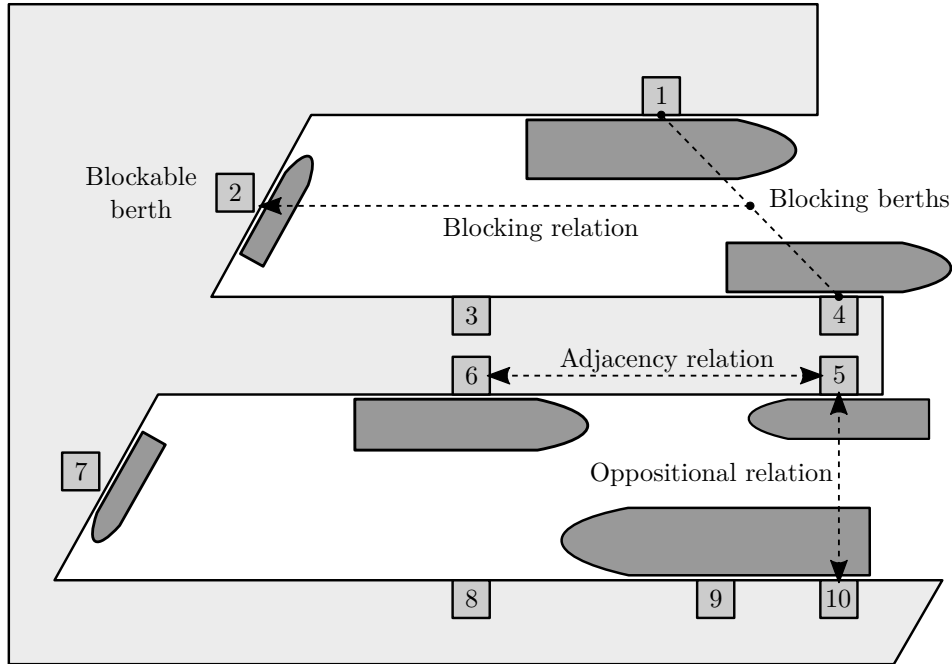 1
Blockable
berth
2
Blocking berths
Blocking relation
3
4
Adjacency relation
6
5
7
Oppositional relation
8
9
10